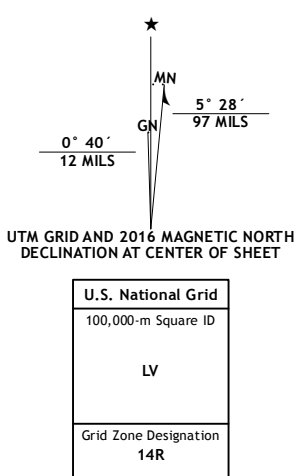 ★
MN
5° 28´
97 MILS
GN
0° 40´
12 MILS
UTM GRID AND 2016 MAGNETIC NORTH
DECLINATION AT CENTER OF SHEET
U.S. National Grid
100,000-m Square ID
LV
Grid Zone Designation
14R